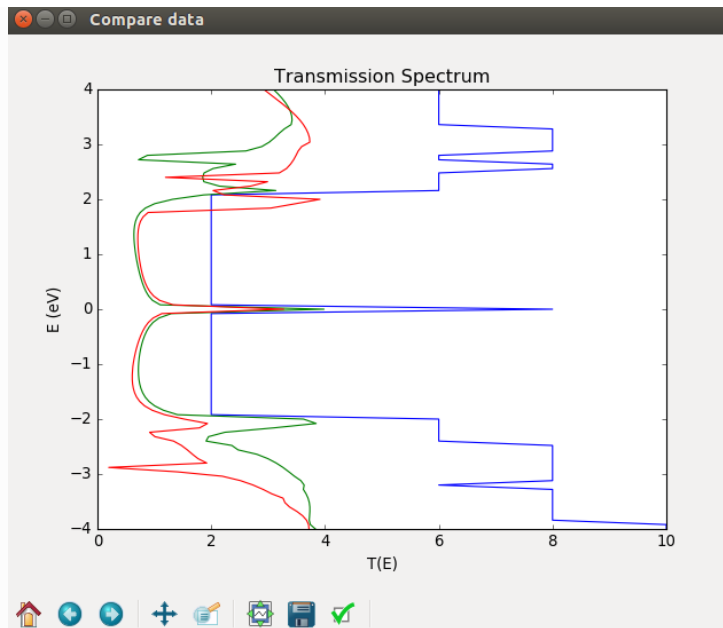 Compare data
Transmission Spectrum
4
3
2
1
0
−1
−2
−3
−4
E (eV)
0 2 4 6 8 10
T(E)